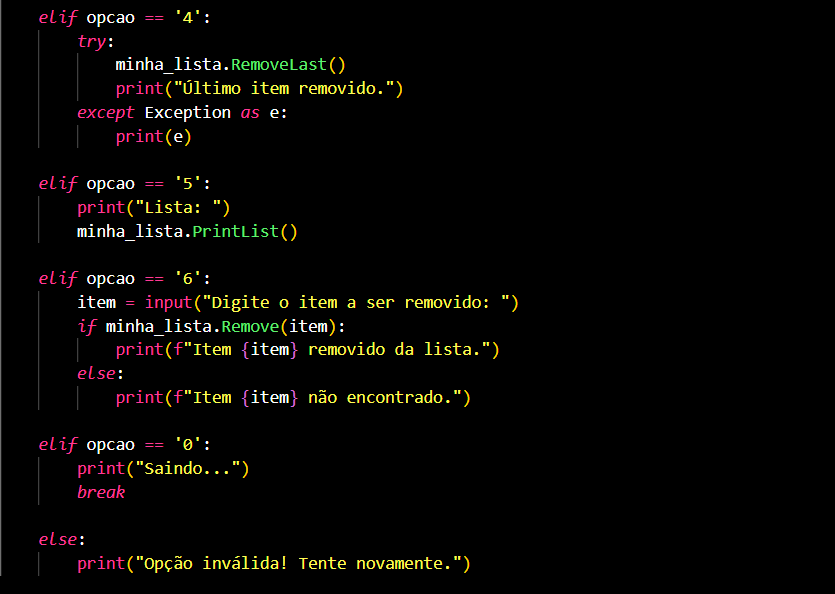 elif opcao == '4':
    try:
        minha_lista.RemoveLast()
        print("Último item removido.")
    except Exception as e:
        print(e)
elif opcao == '5':
    print("Lista: ")
    minha_lista.PrintList()
elif opcao == '6':
    item = input("Digite o item a ser removido: ")
    if minha_lista.Remove(item):
        print(f"Item {item} removido da lista.")
    else:
        print(f"Item {item} não encontrado.")
elif opcao == '0':
    print("Saindo...")
    break
else:
    print("Opção inválida! Tente novamente.")